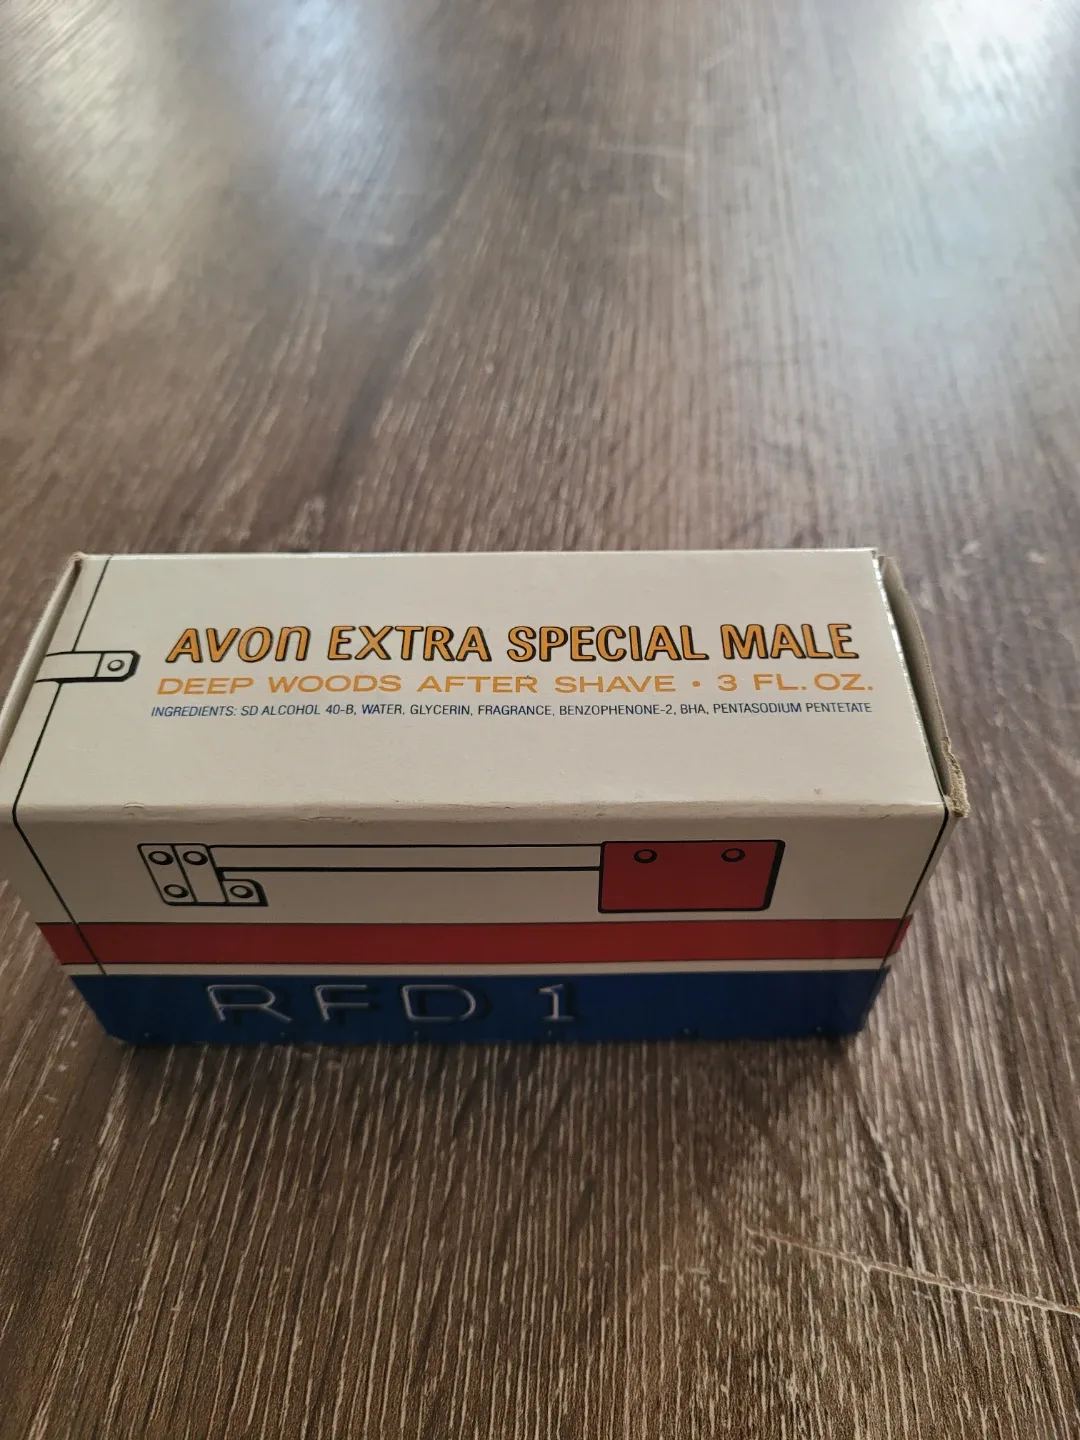 AVON EXTRA SPECIAL MALE
DEEP WOODS AFTER SHAVE • 3 FL. OZ.
INGREDIENTS: SD ALCOHOL 40-B, WATER, GLYCERIN, FRAGRANCE, BENZOPHENONE-2, BHA, PENTASODIUM PENTETATE
RFD 1